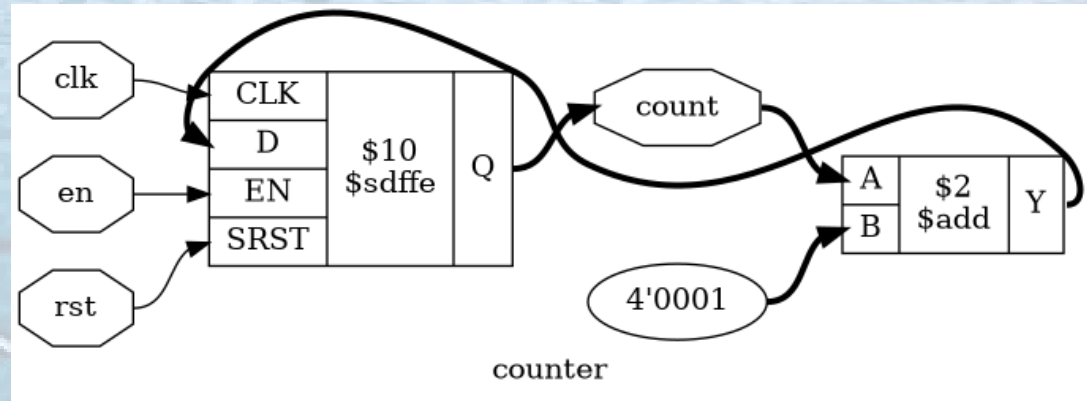 clk
en
rst
CLK
D
EN
SRST
$10
$sdffe
Q
count
A
B
$2
$add
Y
4'0001
counter